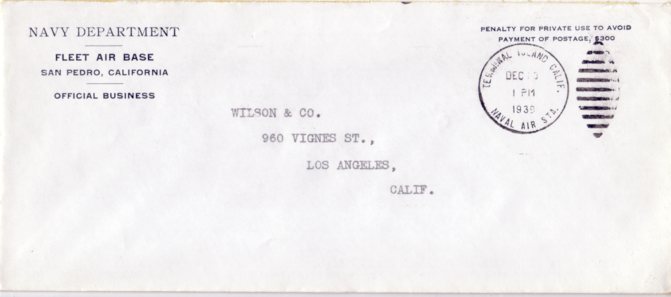 NAVY DEPARTMENT
FLEET AIR BASE
SAN PEDRO, CALIFORNIA
OFFICIAL BUSINESS
PENALTY FOR PRIVATE USE TO AVOID
PAYMENT OF POSTAGE, $300
TERMINAL ISLAND CALIF.
DEC
1 PM
1939
NAVAL AIR STA.
WILSON & CO.
960 VIGNES ST.,
LOS ANGELES,
CALIF.